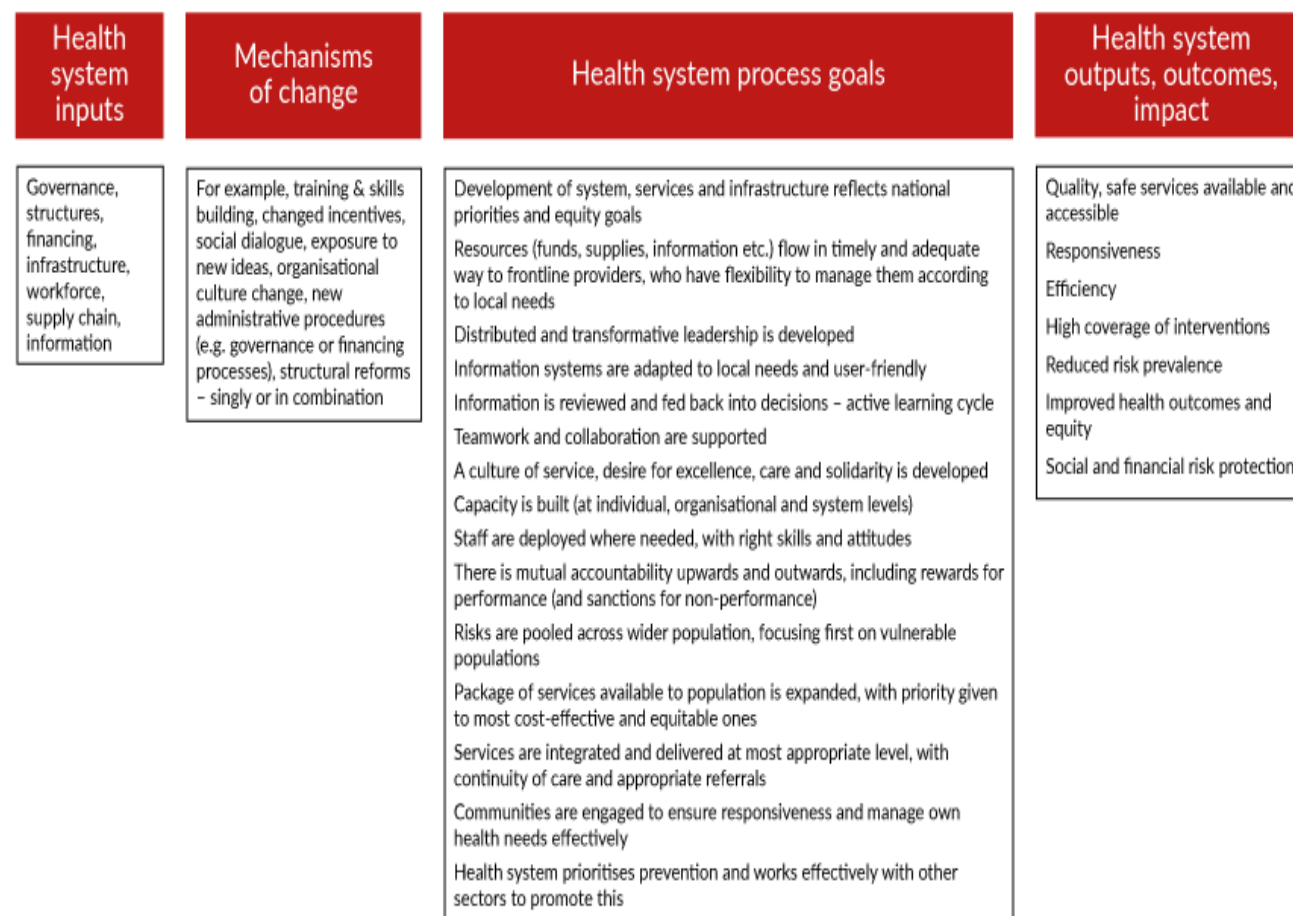 Health
system
inputs
Mechanisms
of change
Health system process goals
Health system
outputs, outcomes,
impact
Governance,
structures,
financing,
infrastructure,
workforce,
supply chain,
information
For example, training & skills
building, changed incentives,
social dialogue, exposure to
new ideas, organisational
culture change, new
administrative procedures
(e.g. governance or financing
processes), structural reforms
– singly or in combination
Development of system, services and infrastructure reflects national
priorities and equity goals
Resources (funds, supplies, information etc.) flow in timely and adequate
way to frontline providers, who have flexibility to manage them according
to local needs
Distributed and transformative leadership is developed
Information systems are adapted to local needs and user-friendly
Information is reviewed and fed back into decisions – active learning cycle
Teamwork and collaboration are supported
A culture of service, desire for excellence, care and solidarity is developed
Capacity is built (at individual, organisational and system levels)
Staff are deployed where needed, with right skills and attitudes
There is mutual accountability upwards and outwards, including rewards for
performance (and sanctions for non-performance)
Risks are pooled across wider population, focusing first on vulnerable
populations
Package of services available to population is expanded, with priority given
to most cost-effective and equitable ones
Services are integrated and delivered at most appropriate level, with
continuity of care and appropriate referrals
Communities are engaged to ensure responsiveness and manage own
health needs effectively
Health system prioritises prevention and works effectively with other
sectors to promote this
Quality, safe services available and
accessible
Responsiveness
Efficiency
High coverage of interventions
Reduced risk prevalence
Improved health outcomes and
equity
Social and financial risk protection